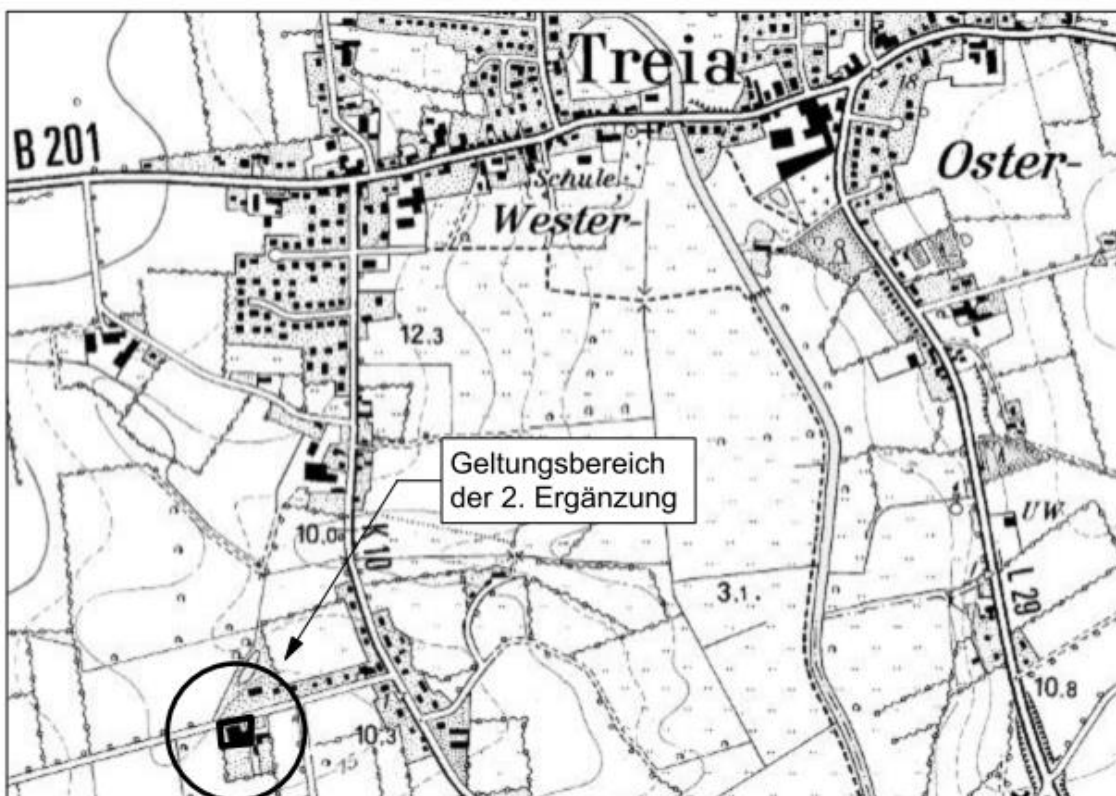 Treia
B 201
Oster-
Schule
Wester-
12.3
Geltungsbereich
der 2. Ergänzung
10.0
K 10
UW
3.1.
L 29
10.8
10.3
15